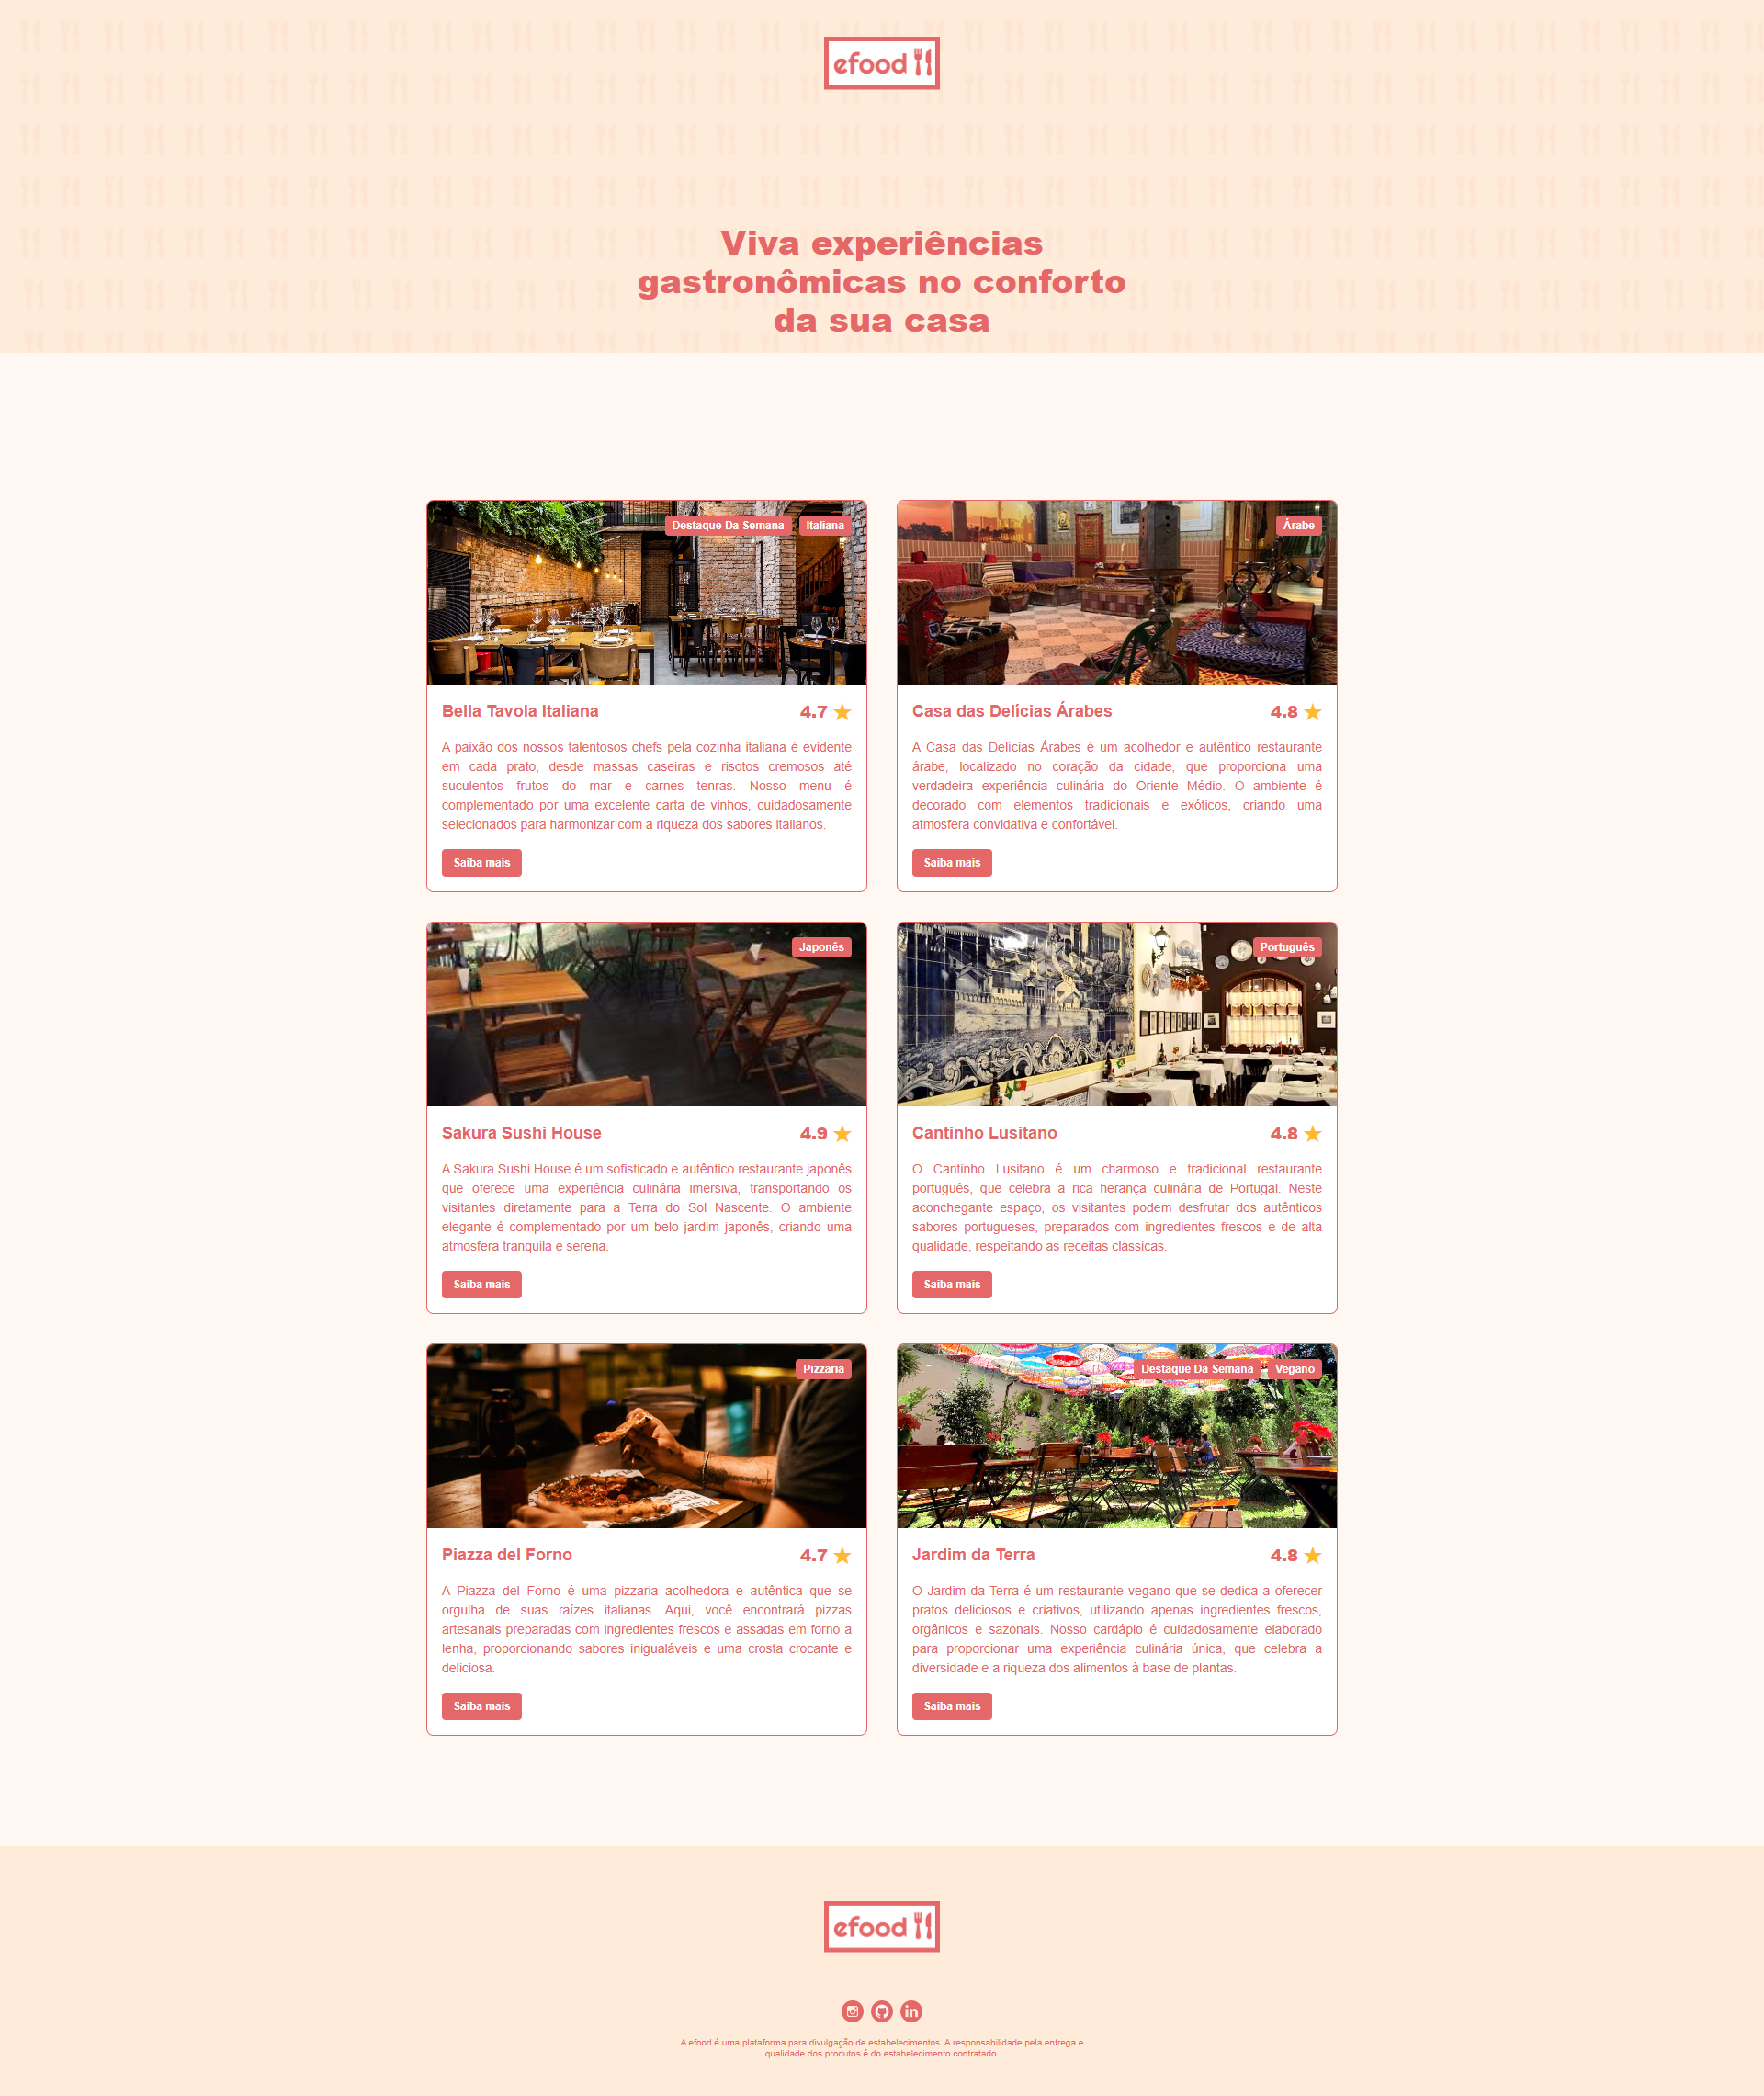 efood
Viva experiências
gastronômicas no conforto
da sua casa
Destaque Da Semana
Italiana
Bella Tavola Italiana
4.7
A paixão dos nossos talentosos chefs pela cozinha italiana é evidente
em cada prato, desde massas caseiras e risotos cremosos até
suculentos frutos do mar e carnes tenras. Nosso menu é
complementado por uma excelente carta de vinhos, cuidadosamente
selecionados para harmonizar com a riqueza dos sabores italianos.
Saiba mais
Árabe
Casa das Delícias Árabes
4.8
A Casa das Delícias Árabes é um acolhedor e autêntico restaurante
árabe, localizado no coração da cidade, que proporciona uma
verdadeira experiência culinária do Oriente Médio. O ambiente é
decorado com elementos tradicionais e exóticos, criando uma
atmosfera convidativa e confortável.
Saiba mais
Japonês
Sakura Sushi House
4.9
A Sakura Sushi House é um sofisticado e autêntico restaurante japonês
que oferece uma experiência culinária imersiva, transportando os
visitantes diretamente para a Terra do Sol Nascente. O ambiente
elegante é complementado por um belo jardim japonês, criando uma
atmosfera tranquila e serena.
Saiba mais
Português
Cantinho Lusitano
4.8
O Cantinho Lusitano é um charmoso e tradicional restaurante
português, que celebra a rica herança culinária de Portugal. Neste
aconchegante espaço, os visitantes podem desfrutar dos autênticos
sabores portugueses, preparados com ingredientes frescos e de alta
qualidade, respeitando as receitas clássicas.
Saiba mais
Pizzaria
Piazza del Forno
4.7
A Piazza del Forno é uma pizzaria acolhedora e autêntica que se
orgulha de suas raízes italianas. Aqui, você encontrará pizzas
artesanais preparadas com ingredientes frescos e assadas em forno a
lenha, proporcionando sabores inigualáveis e uma crosta crocante e
deliciosa.
Saiba mais
Destaque Da Semana
Vegano
Jardim da Terra
4.8
O Jardim da Terra é um restaurante vegano que se dedica a oferecer
pratos deliciosos e criativos, utilizando apenas ingredientes frescos,
orgânicos e sazonais. Nosso cardápio é cuidadosamente elaborado
para proporcionar uma experiência culinária única, que celebra a
diversidade e a riqueza dos alimentos à base de plantas.
Saiba mais
efood
in
A efood é uma plataforma para divulgação de estabelecimentos. A responsabilidade pela entrega e
qualidade dos produtos é do estabelecimento contratado.